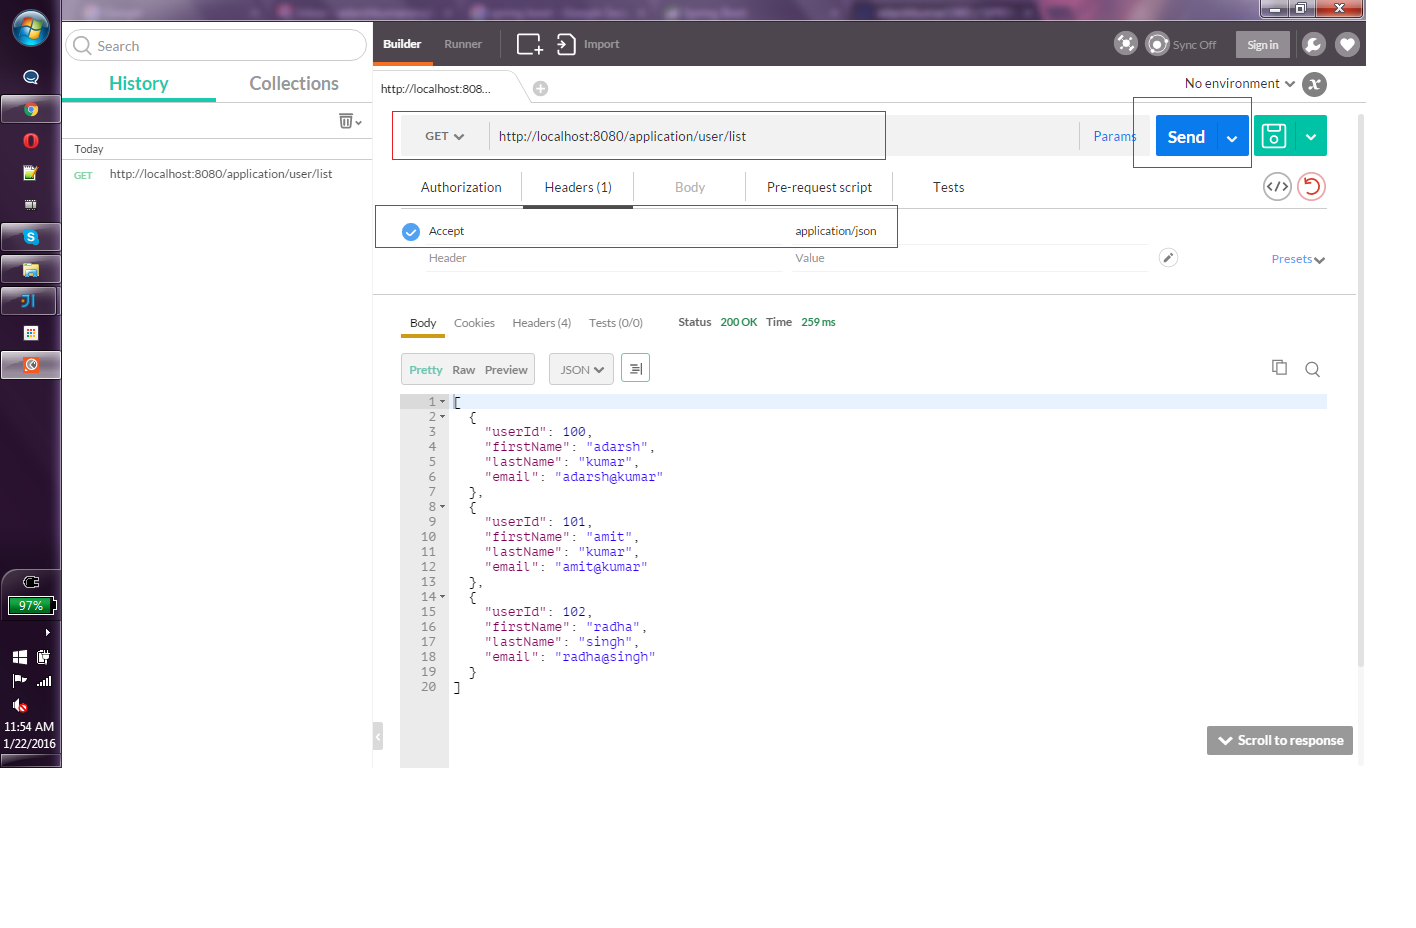 Search
History Collections
Today
GET http://localhost:8080/application/user/list
97%
11:54 AM
1/22/2016
Builder Runner Import Sync Off Sign in
http://localhost:808... No environment x
GET http://localhost:8080/application/user/list Params Send
Authorization Headers (1) Body Pre-request script Tests </>
Accept application/json
Header Value Presets
Body Cookies Headers (4) Tests (0/0) Status 200 OK Time 259 ms
Pretty Raw Preview JSON
1 [
2 {
3 "userId": 100,
4 "firstName": "adarsh",
5 "lastName": "kumar",
6 "email": "adarsh@kumar"
7 },
8 {
9 "userId": 101,
10 "firstName": "amit",
11 "lastName": "kumar",
12 "email": "amit@kumar"
13 },
14 {
15 "userId": 102,
16 "firstName": "radha",
17 "lastName": "singh",
18 "email": "radha@singh"
19 }
20 ]
Scroll to response